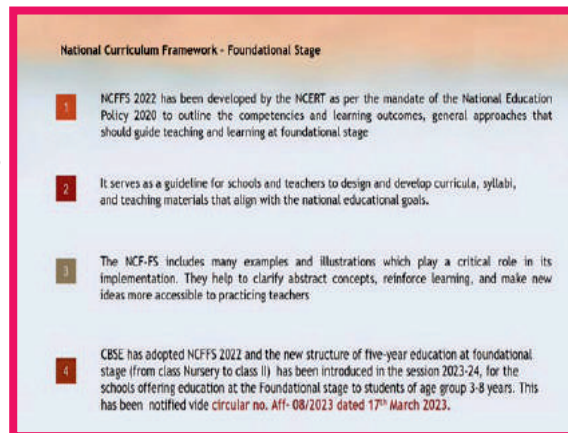 National Curriculum Framework - Foundational Stage
1
NCFFS 2022 has been developed by the NCERT as per the mandate of the National Education
Policy 2020 to outline the competencies and learning outcomes, general approaches that
should guide teaching and learning at foundational stage
2
It serves as a guideline for schools and teachers to design and develop curricula, syllabi,
and teaching materials that align with the national educational goals.
3
The NCF-FS includes many examples and illustrations which play a critical role in its
implementation. They help to clarify abstract concepts, reinforce learning, and make new
ideas more accessible to practicing teachers
4
CBSE has adopted NCFFS 2022 and the new structure of five-year education at foundational
stage (from class Nursery to class II) has been introduced in the session 2023-24, for the
schools offering education at the Foundational stage to students of age group 3-8 years. This
has been notified vide circular no. Aff- 08/2023 dated 17th March 2023.